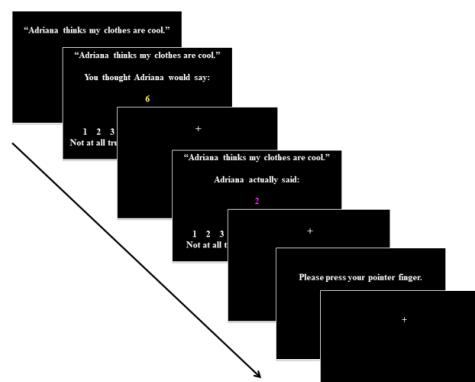 “Adriana thinks my clothes are cool.”
“Adriana thinks my clothes are cool.”
You thought Adriana would say:
6
1 2 3
Not at all tru
+
“Adriana thinks my clothes are cool.”
Adriana actually said:
2
1 2 3
Not at all t
+
Please press your pointer finger.
+